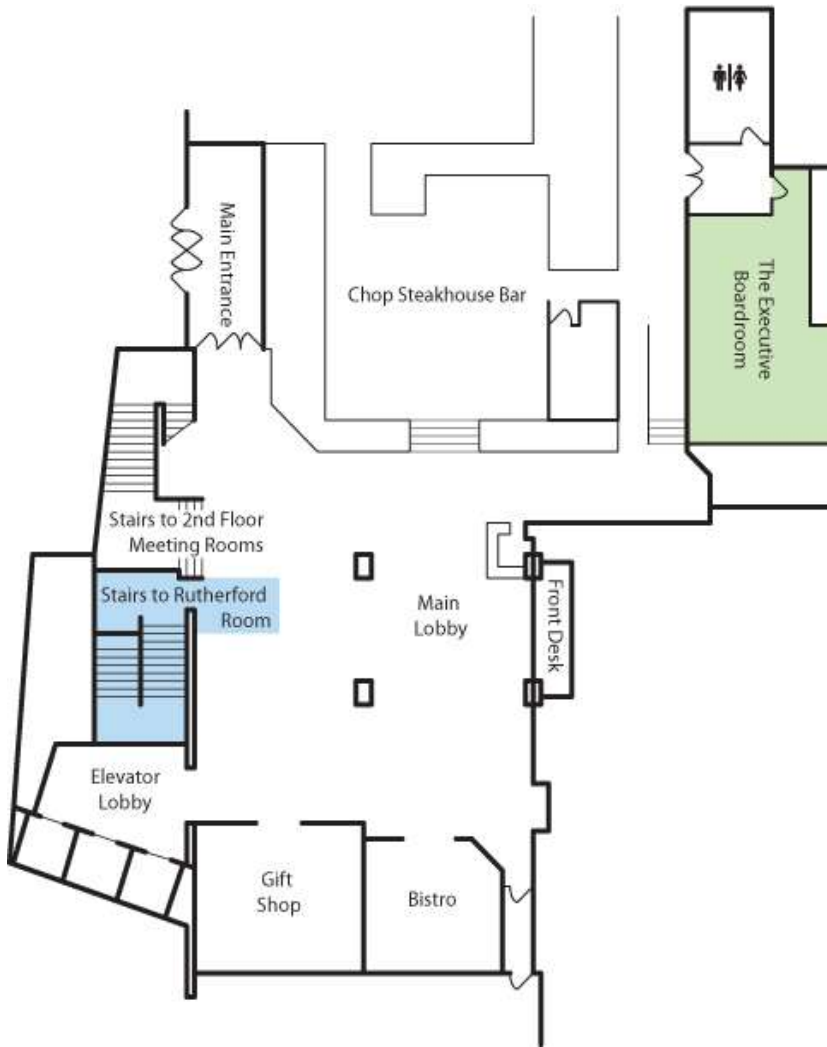 Main Entrance
Chop Steakhouse Bar
The Executive
Boardroom
Stairs to 2nd Floor
Meeting Rooms
Stairs to Rutherford
Room
Main
Lobby
Front Desk
Elevator
Lobby
Gift
Shop
Bistro